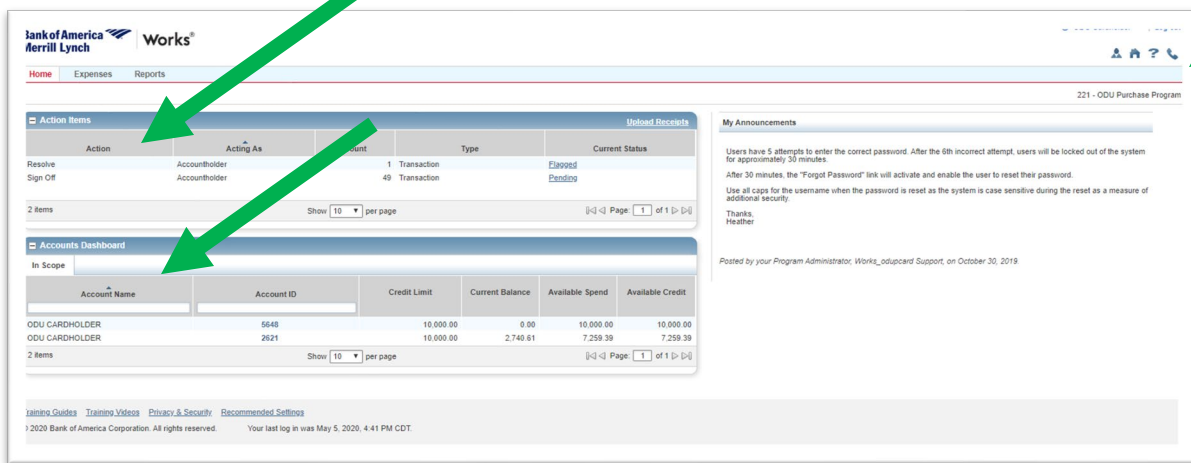 Bank of America
Merrill Lynch
Works®
Home Expenses Reports
221 - ODU Purchase Program
Action Items Upload Receipts
Action Acting As Type Current Status
Resolve Accountholder 1 Transaction Flagged
Sign Off Accountholder 49 Transaction Pending
2 items Show 10 per page Page: 1 of 1
Accounts Dashboard
In Scope
Account Name Account ID Credit Limit Current Balance Available Spend Available Credit
ODU CARDHOLDER 5648 10,000.00 0.00 10,000.00 10,000.00
ODU CARDHOLDER 2621 10,000.00 2,740.61 7,259.39 7,259.39
2 items Show 10 per page Page: 1 of 1
My Announcements
Users have 5 attempts to enter the correct password. After the 6th incorrect attempt, users will be locked out of the system
for approximately 30 minutes.
After 30 minutes, the "Forgot Password" link will activate and enable the user to reset their password.
Use all caps for the username when the password is reset as the system is case sensitive during the reset as a measure of
additional security.
Thanks,
Heather
Posted by your Program Administrator, Works_odupcard Support, on October 30, 2019.
Training Guides Training Videos Privacy & Security Recommended Settings
© 2020 Bank of America Corporation. All rights reserved. Your last log in was May 5, 2020, 4:41 PM CDT.